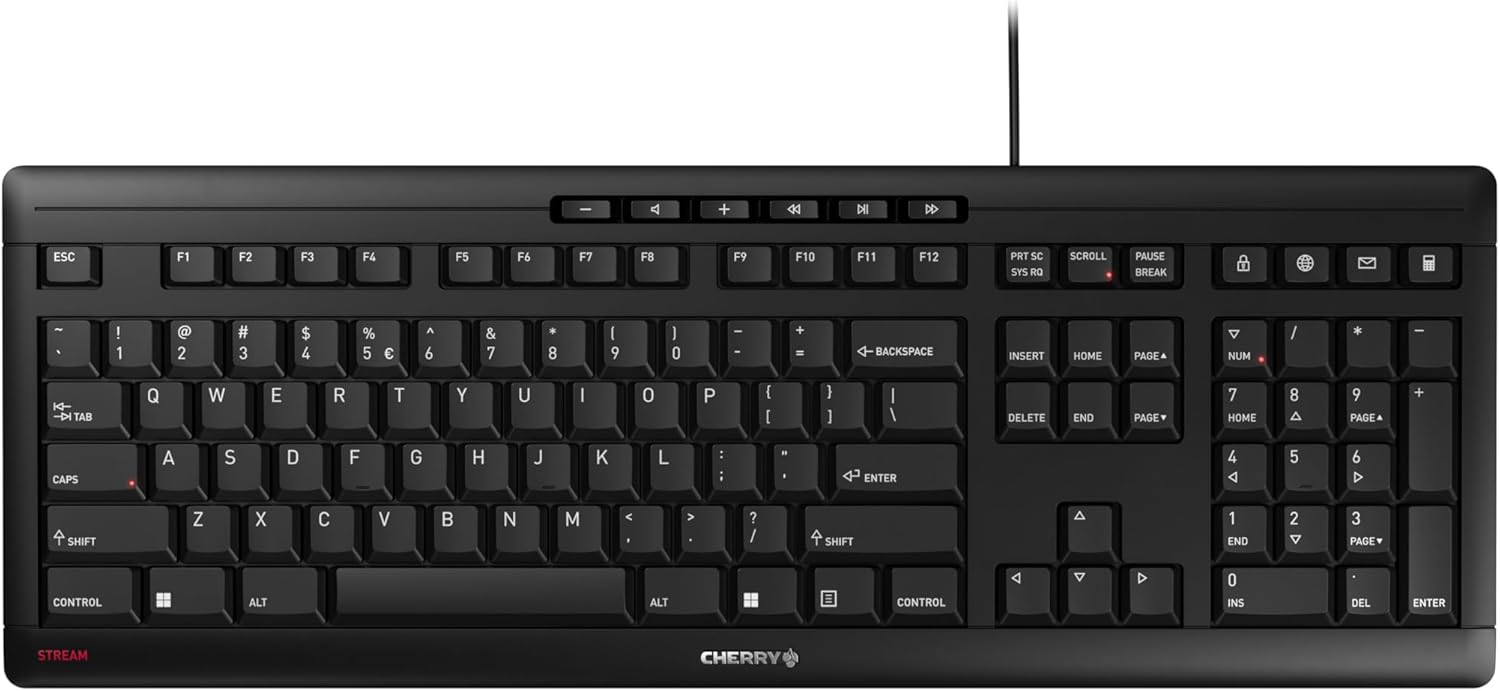 − + 
ESC F1 F2 F3 F4 F5 F6 F7 F8 F9 F10 F11 F12 PRT SC SCROLL PAUSE
SYS RQ BREAK
~ ! @ # $ % ^ & * ( ) − + / * −
` 1 2 3 4 5 € 6 7 8 9 0 - = BACKSPACE INSERT HOME PAGE▲ NUM
Q W E R T Y U I O P { } | 7 8 9 +
TAB [ ] \ DELETE END PAGE▼ HOME PAGE▲
A S D F G H J K L : " 4 5 6
CAPS ; ' ENTER
Z X C V B N M < > ? 1 2 3
SHIFT , . / SHIFT END PAGE▼
0 .
CONTROL ALT ALT CONTROL INS DEL ENTER
STREAM CHERRY